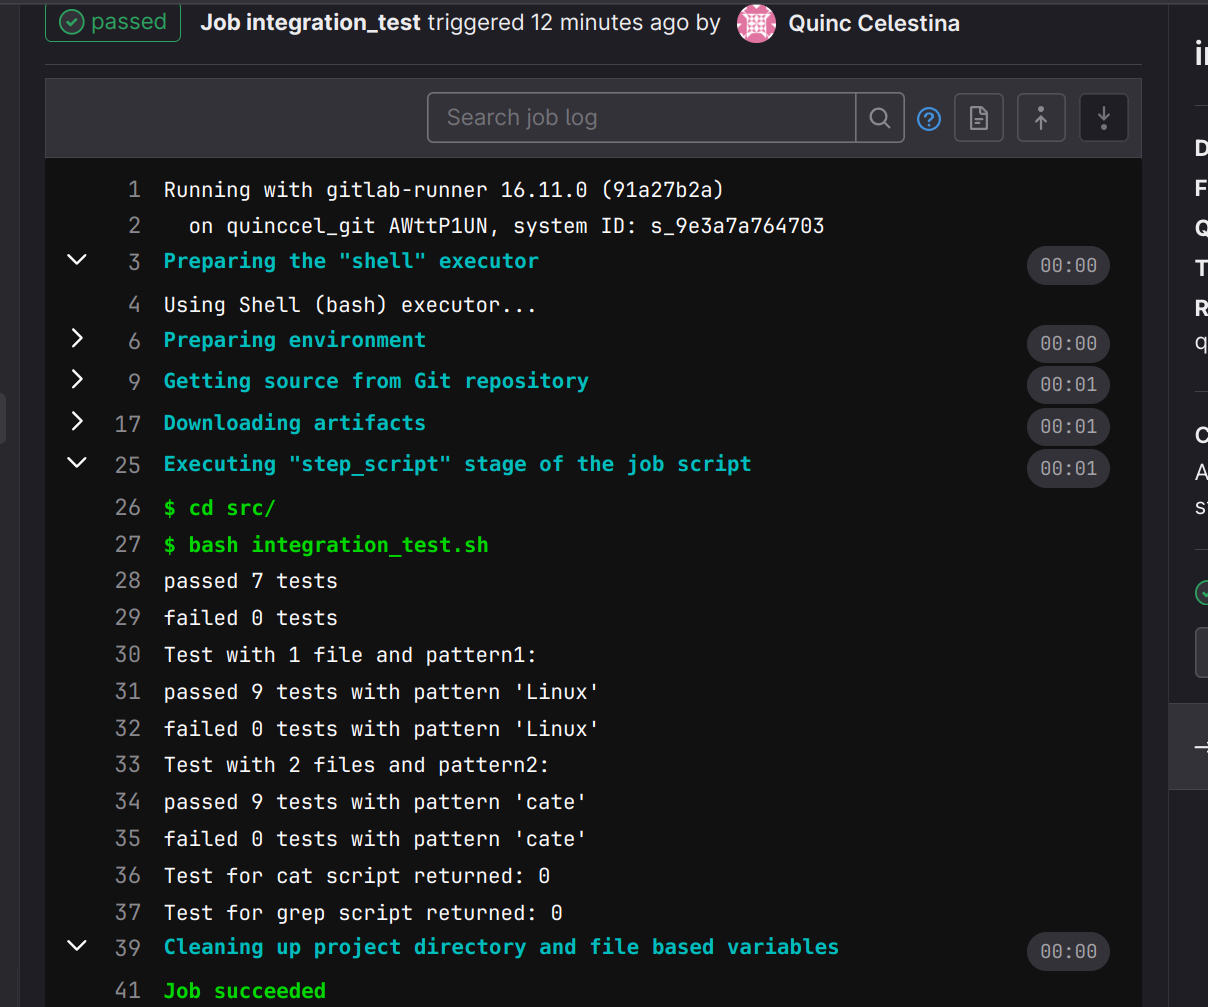 passed Job integration_test triggered 12 minutes ago by Quinc Celestina
Search job log
1 Running with gitlab-runner 16.11.0 (91a27b2a)
2 on quinccel_git AWttP1UN, system ID: s_9e3a7a764703
3 Preparing the "shell" executor 00:00
4 Using Shell (bash) executor...
6 Preparing environment 00:00
9 Getting source from Git repository 00:01
17 Downloading artifacts 00:01
25 Executing "step_script" stage of the job script 00:01
26 $ cd src/
27 $ bash integration_test.sh
28 passed 7 tests
29 failed 0 tests
30 Test with 1 file and pattern1:
31 passed 9 tests with pattern 'Linux'
32 failed 0 tests with pattern 'Linux'
33 Test with 2 files and pattern2:
34 passed 9 tests with pattern 'cate'
35 failed 0 tests with pattern 'cate'
36 Test for cat script returned: 0
37 Test for grep script returned: 0
39 Cleaning up project directory and file based variables 00:00
41 Job succeeded